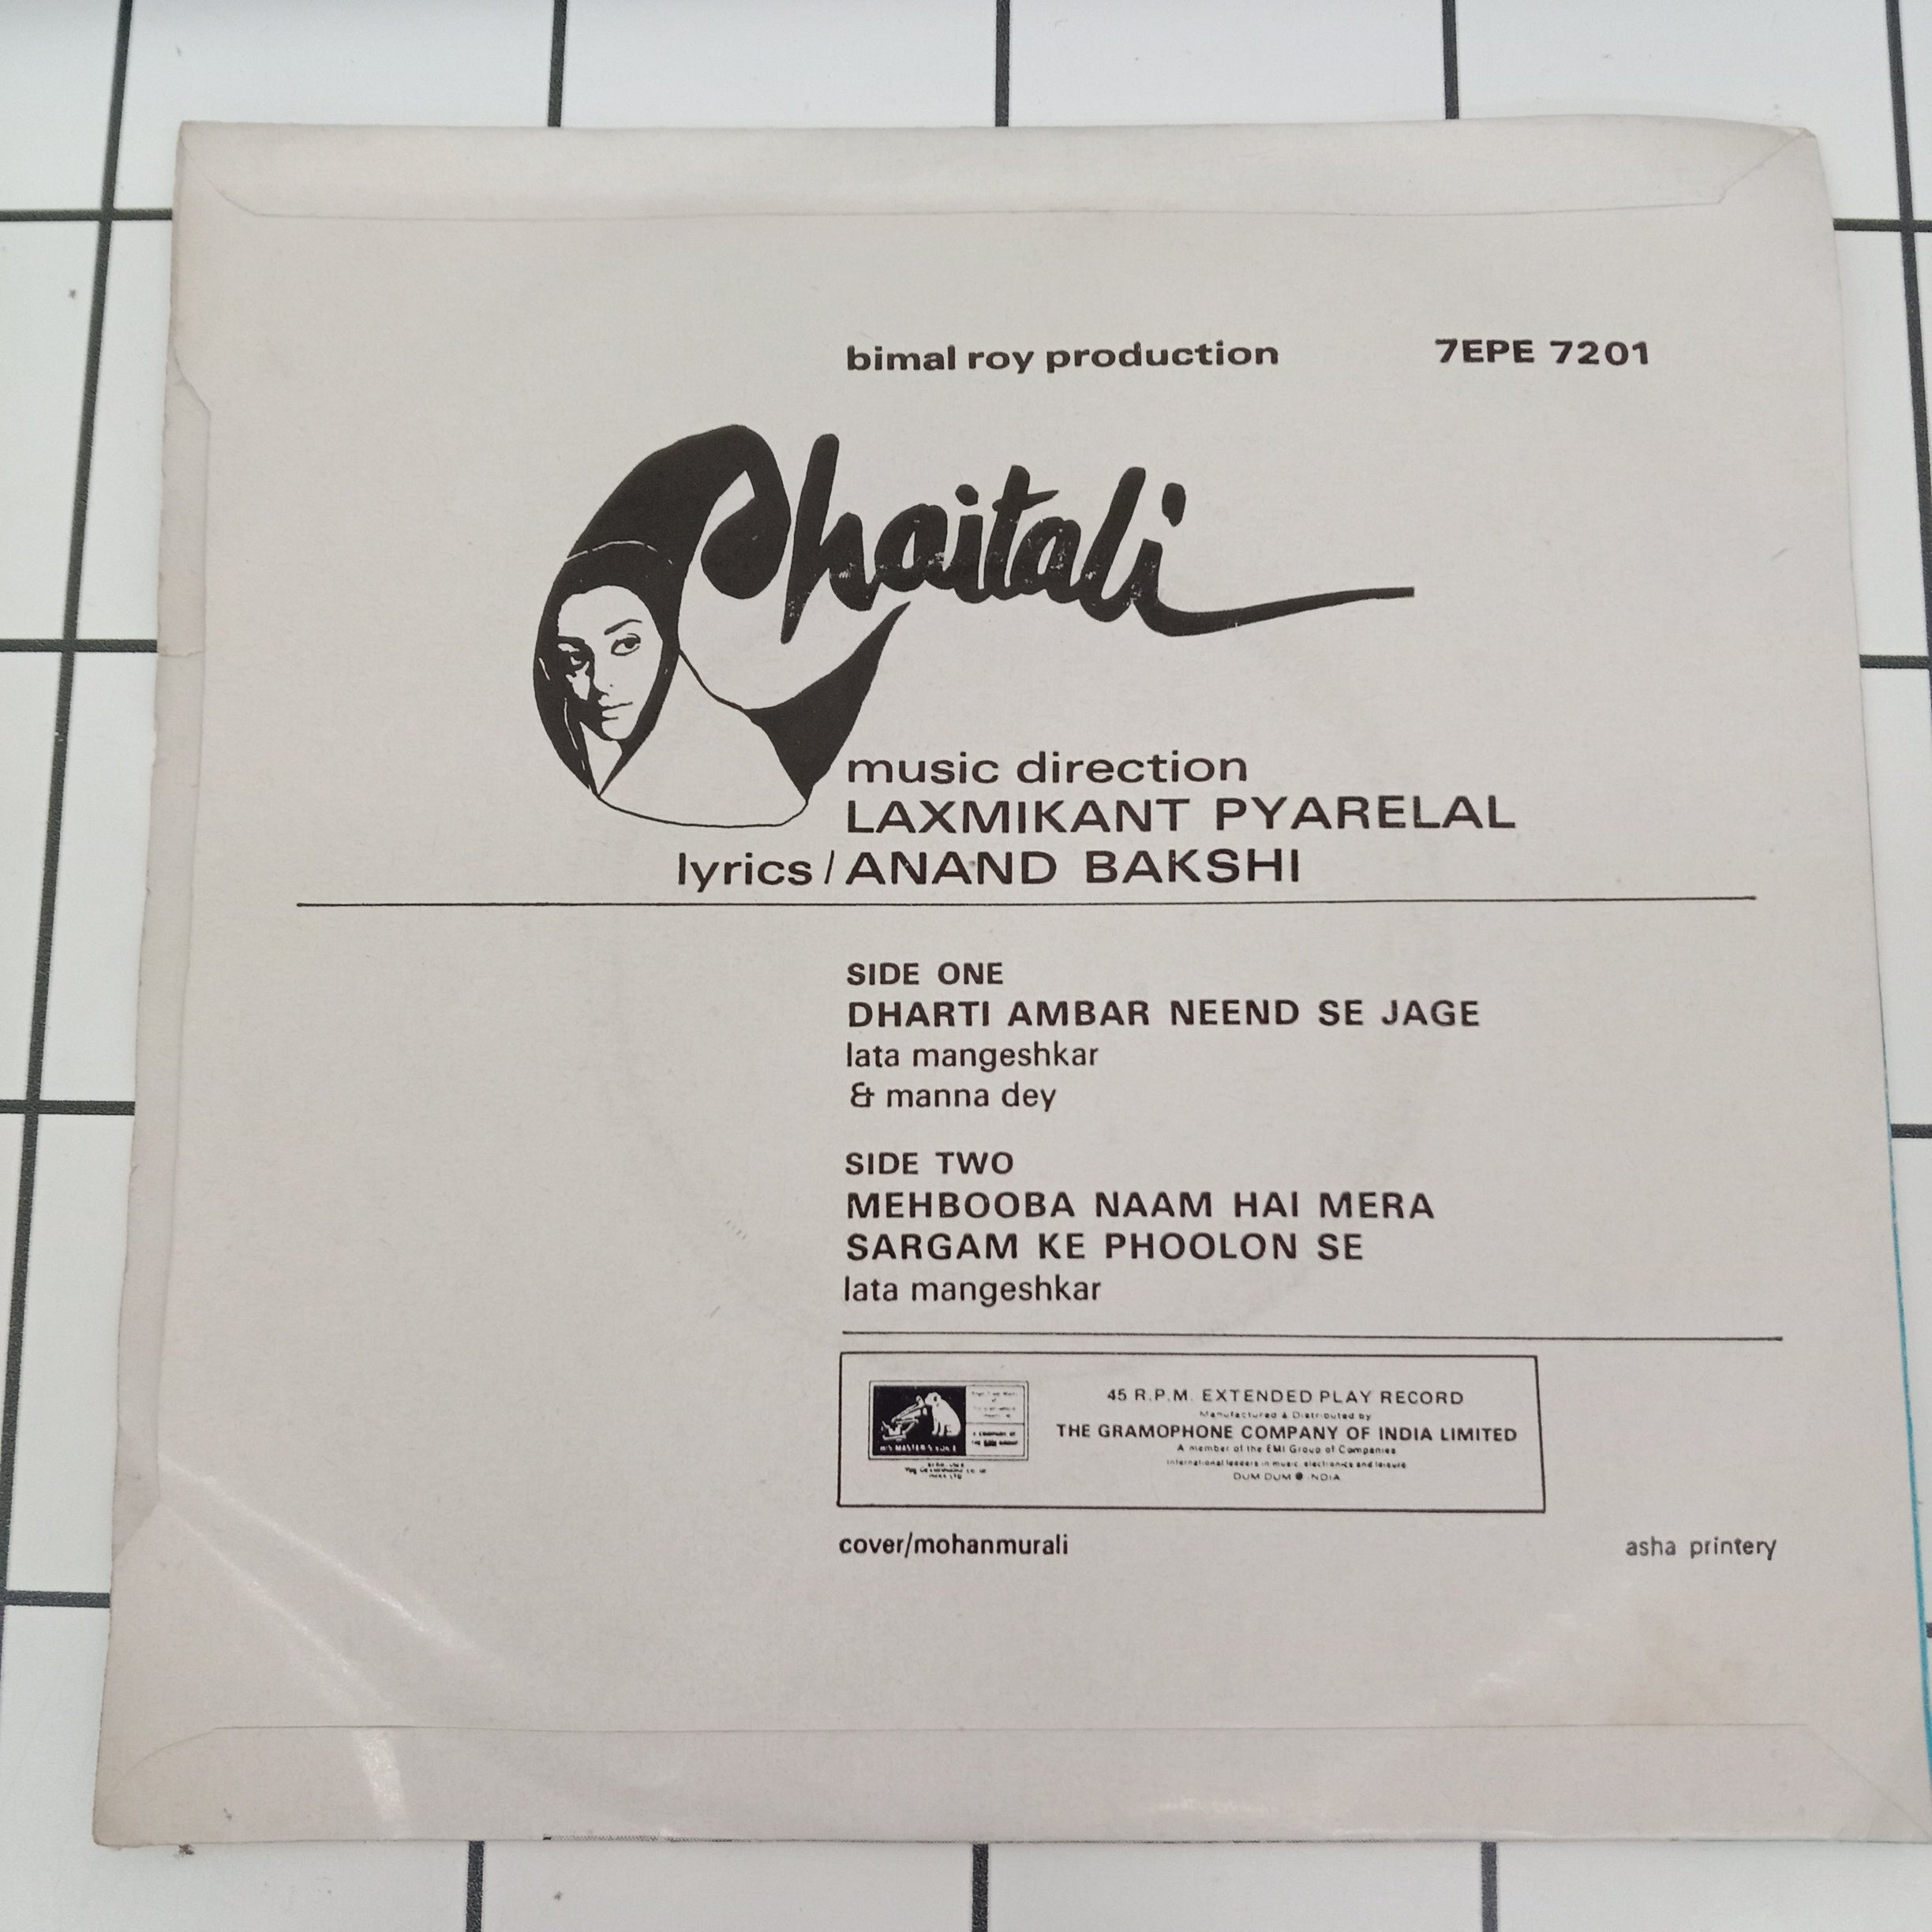 bimal roy production 7EPE 7201
Chaitali
music direction
LAXMIKANT PYARELAL
lyrics / ANAND BAKSHI
SIDE ONE
DHARTI AMBAR NEEND SE JAGE
lata mangeshkar
& manna dey
SIDE TWO
MEHBOOBA NAAM HAI MERA
SARGAM KE PHOOLON SE
lata mangeshkar
45 R.P.M. EXTENDED PLAY RECORD
Manufactured & Distributed by
THE GRAMOPHONE COMPANY OF INDIA LIMITED
A member of the EMI Group of Companies
International leaders in music, electronics and leisure
DUM DUM ● INDIA
HIS MASTER'S VOICE
cover/mohanmurali
asha printery